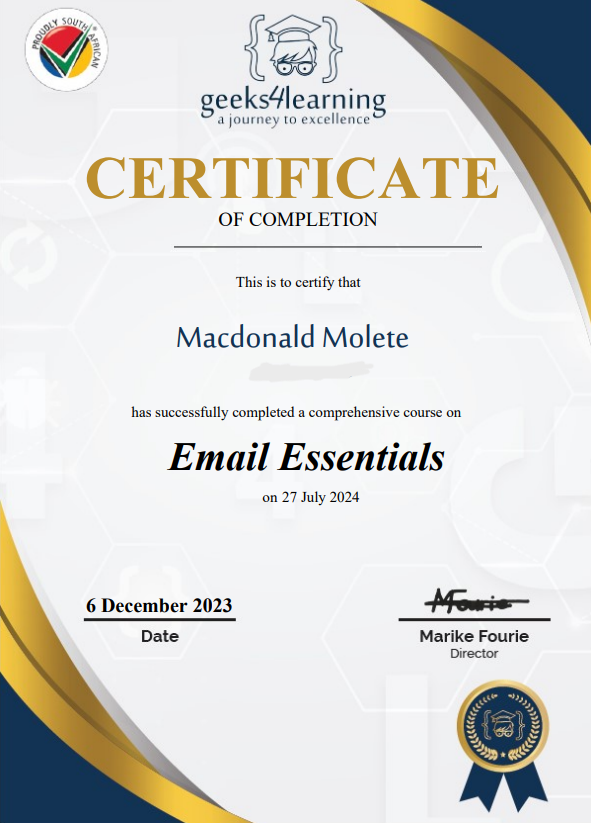 PROUDLY SOUTH AFRICAN
geeks4learning
a journey to excellence
CERTIFICATE
OF COMPLETION
This is to certify that
Macdonald Molete
has successfully completed a comprehensive course on
Email Essentials
on 27 July 2024
6 December 2023
MFourie
Date
Marike Fourie
Director